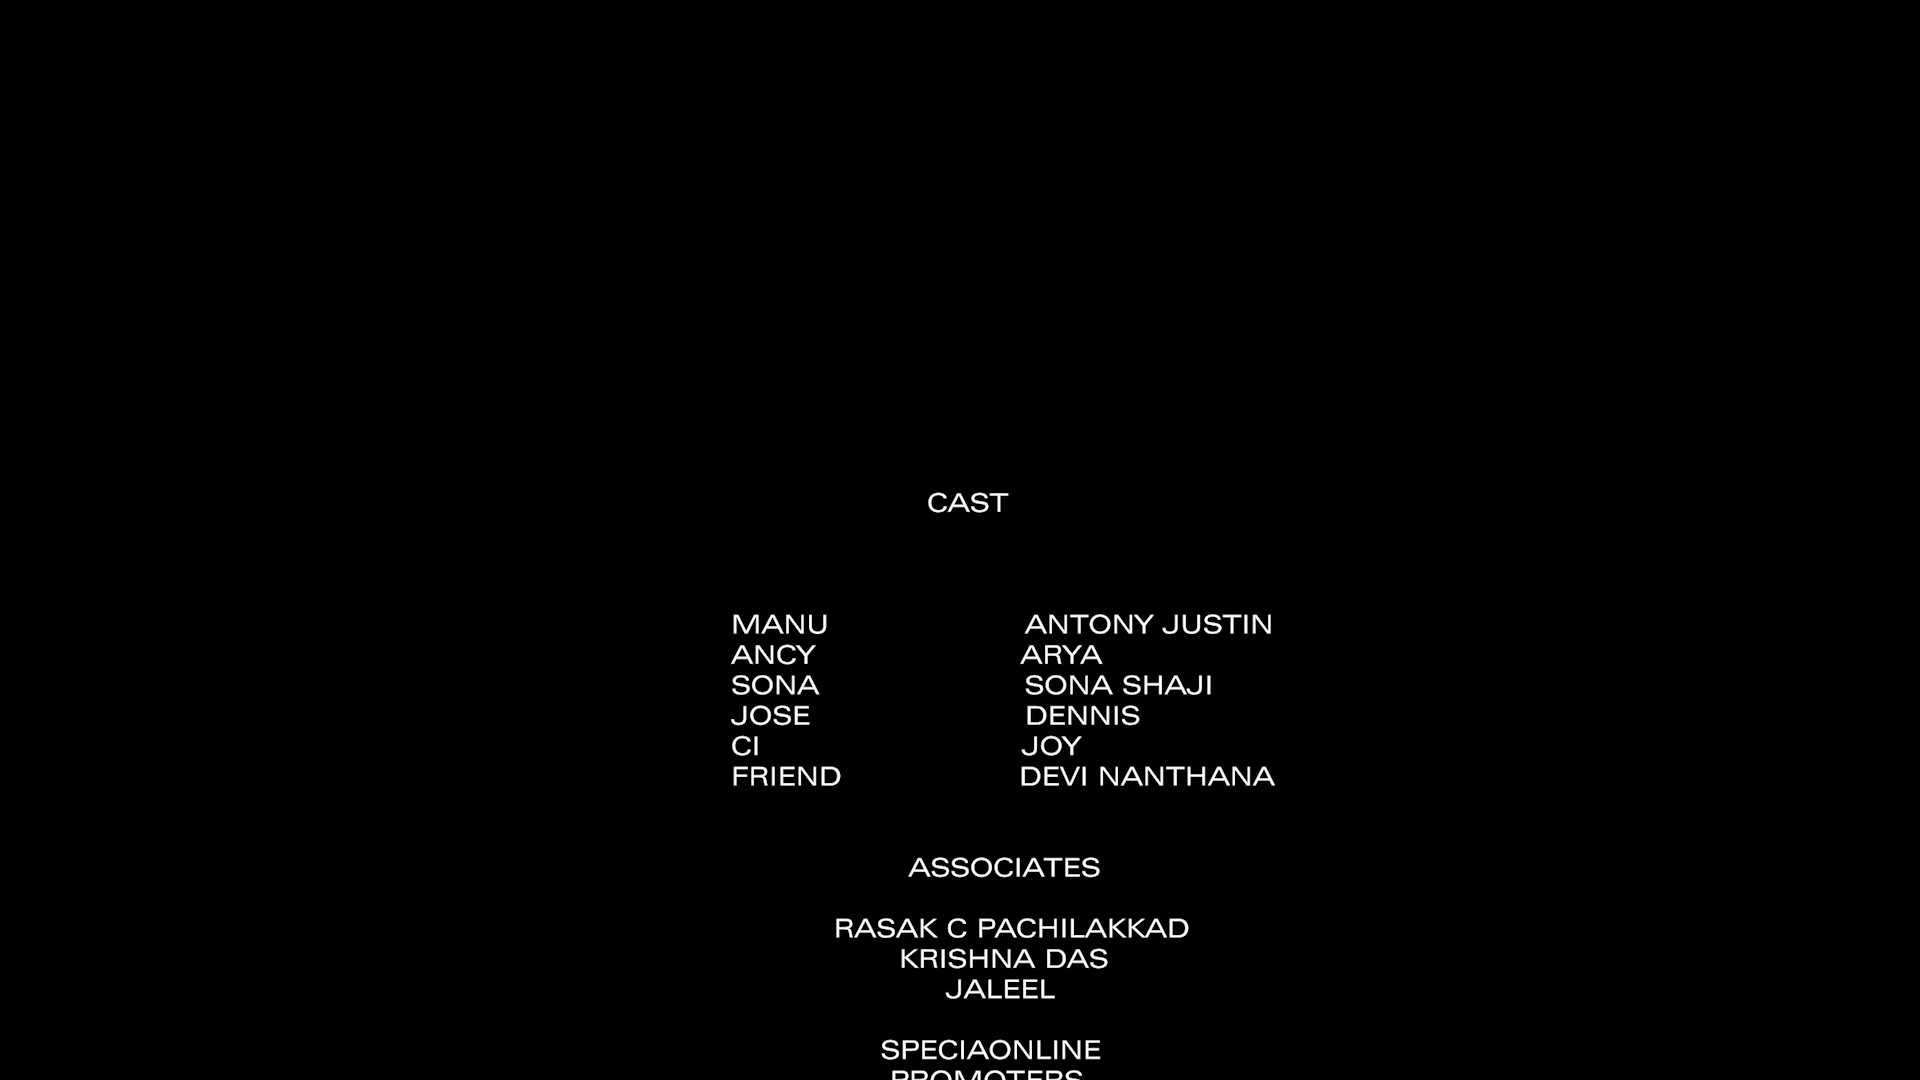 CAST
MANU ANTONY JUSTIN
ANCY ARYA
SONA SONA SHAJI
JOSE DENNIS
CI JOY
FRIEND DEVI NANTHANA
ASSOCIATES
RASAK C PACHILAKKAD
KRISHNA DAS
JALEEL
SPECIAONLINE
PROMOTERS